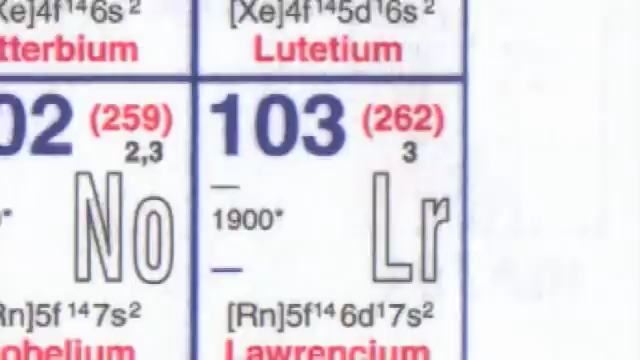 Xe]4f¹⁴6s² [Xe]4f¹⁴5d¹6s²
tterbium Lutetium
02 (259) 103 (262)
2,3 3
No — Lr
* 1900*
—
Rn]5f¹⁴7s² [Rn]5f¹⁴6d¹7s²
obelium Lawrencium